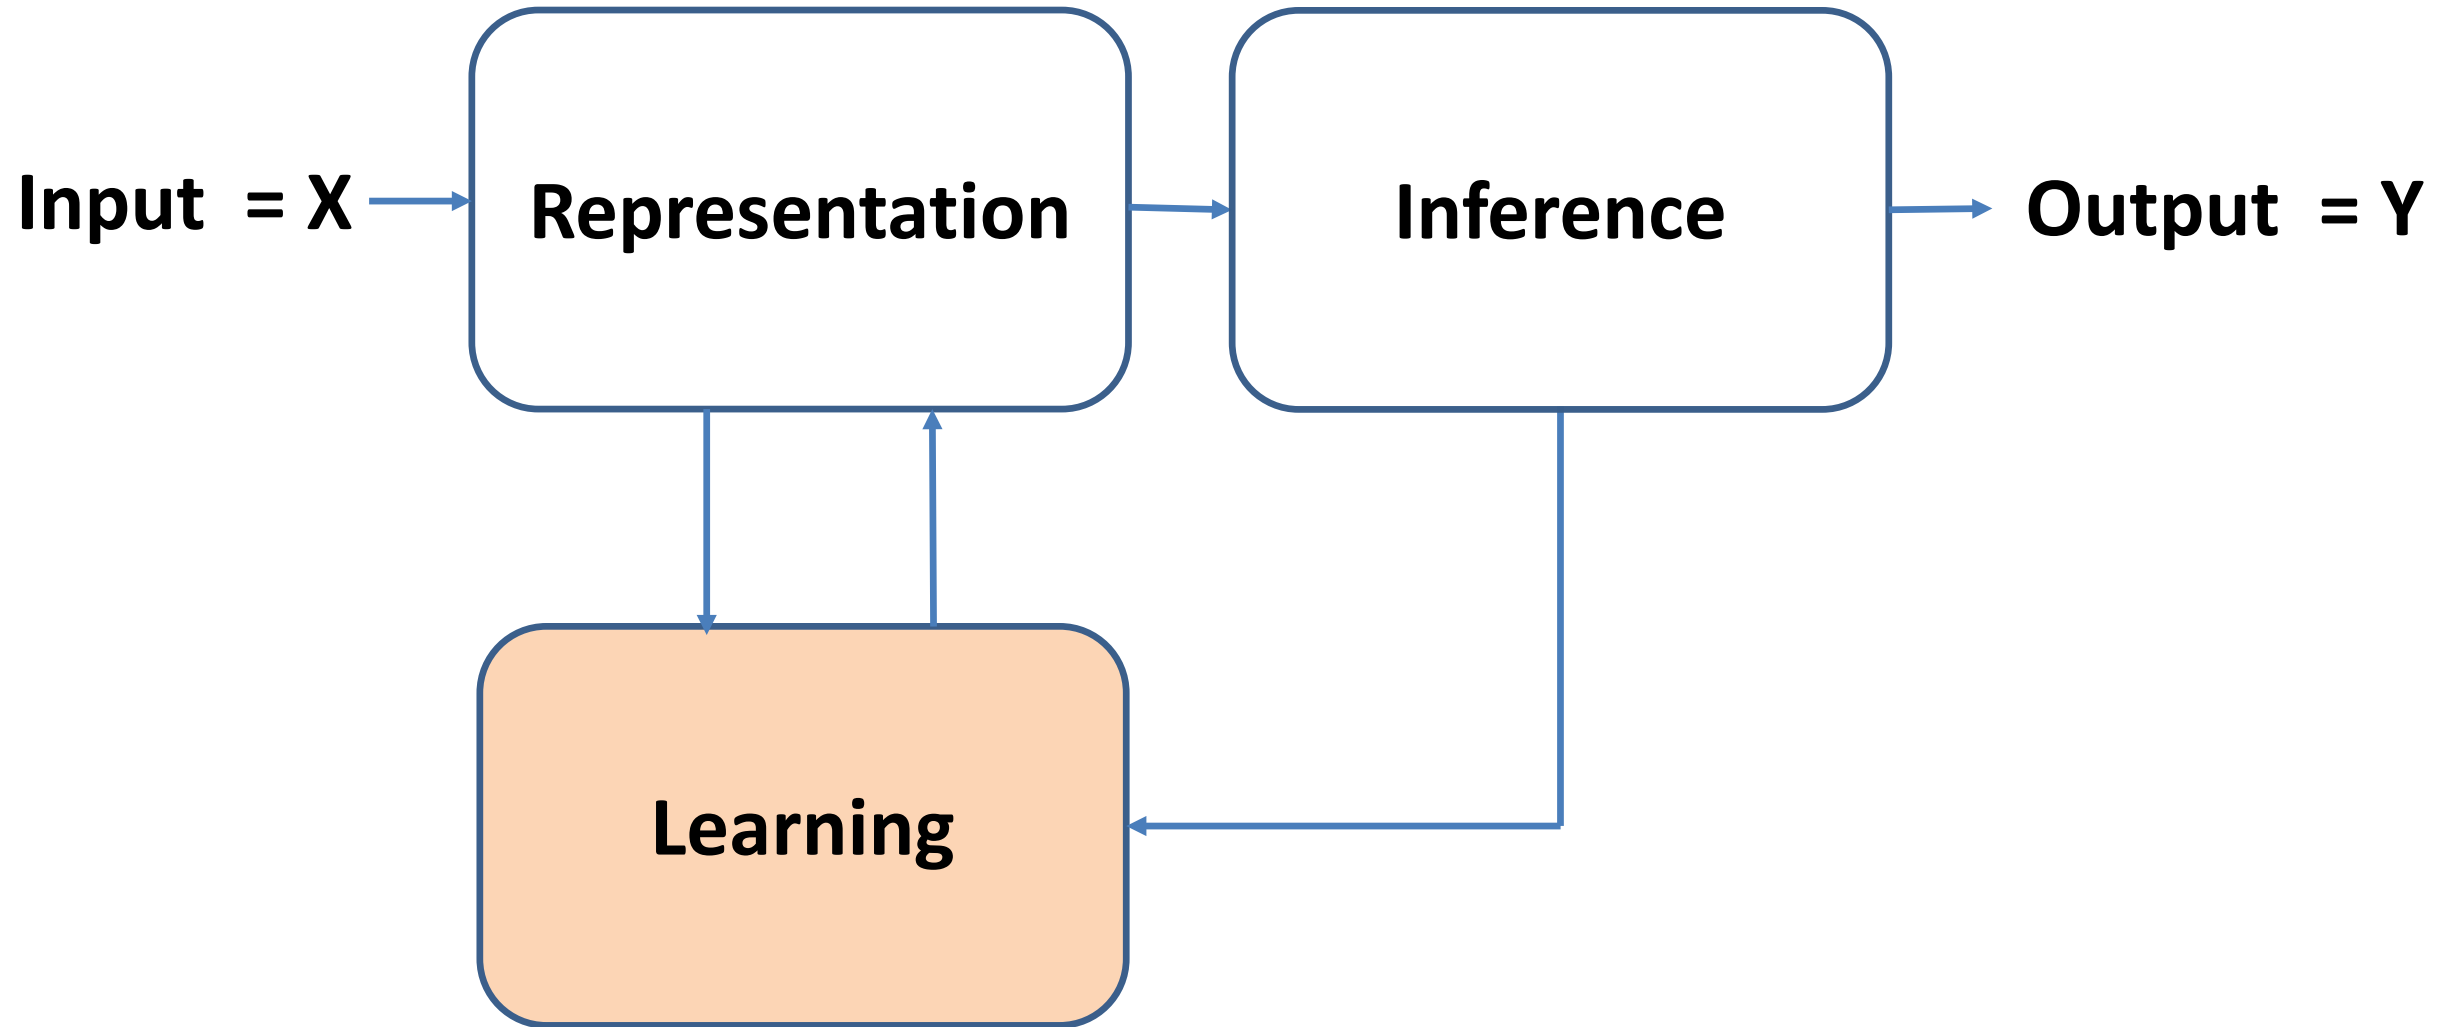 Input = X
Representation
Inference
Output = Y
Learning